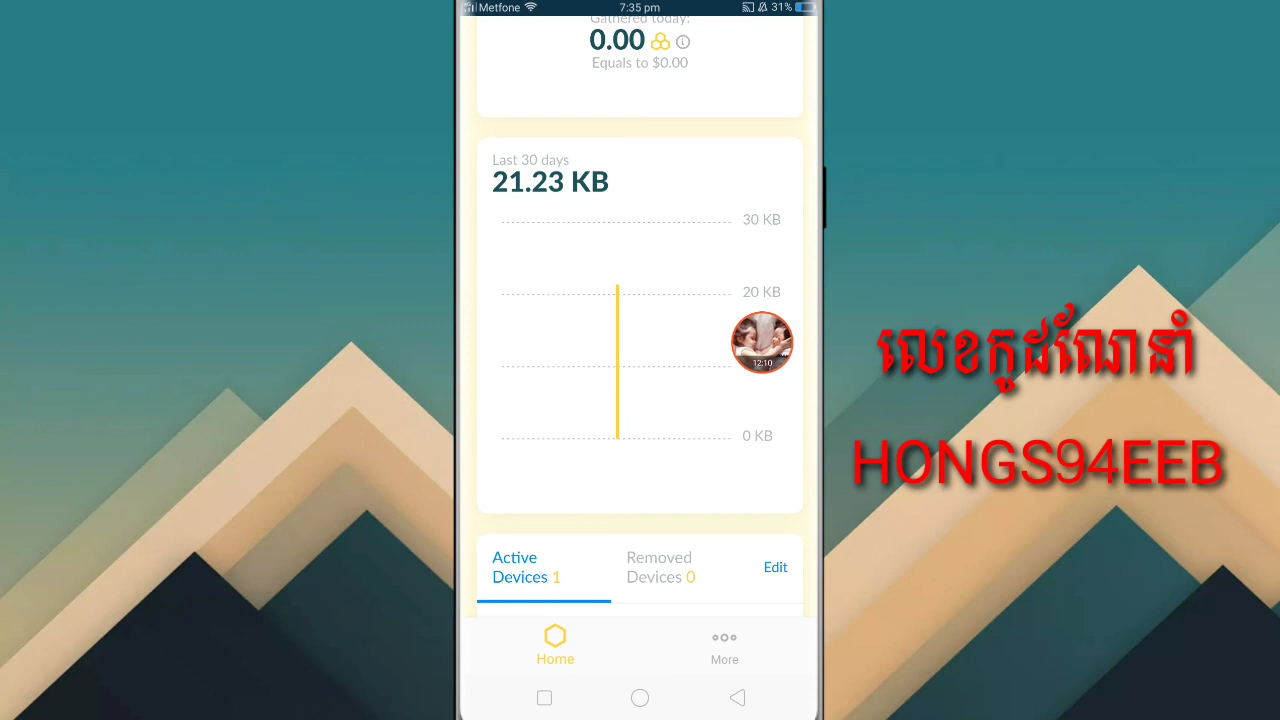 Metfone
7:35 pm
31%
Gathered today:
0.00
Equals to $0.00
Last 30 days
21.23 KB
30 KB
20 KB
12:10
0 KB
Active
Devices 1
Removed
Devices 0
Edit
Home
More
លេខកូដណែនាំ
HONGS94EEB